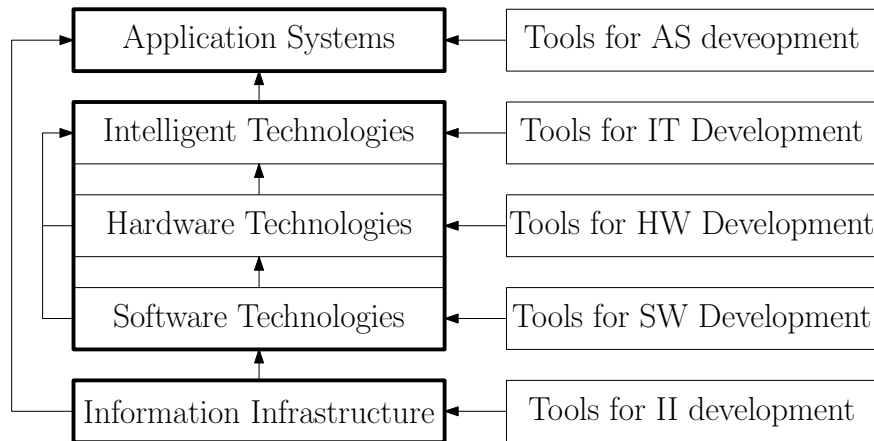 Application Systems
Tools for AS deveopment
Intelligent Technologies
Tools for IT Development
Hardware Technologies
Tools for HW Development
Software Technologies
Tools for SW Development
Information Infrastructure
Tools for II development